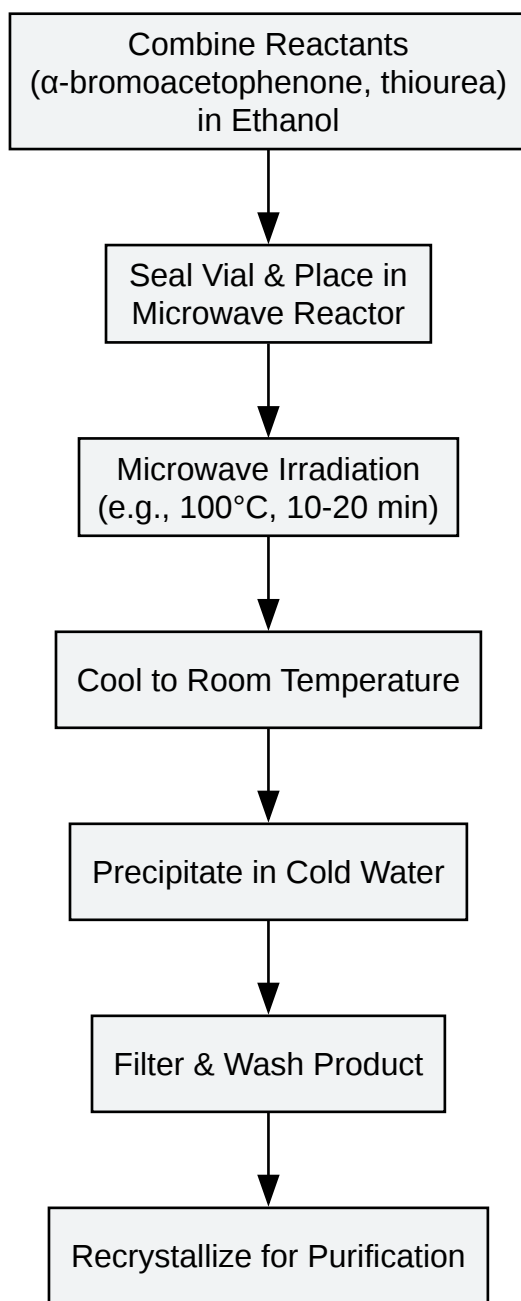 Combine Reactants
(α-bromoacetophenone, thiourea)
in Ethanol
Seal Vial & Place in
Microwave Reactor
Microwave Irradiation
(e.g., 100°C, 10-20 min)
Cool to Room Temperature
Precipitate in Cold Water
Filter & Wash Product
Recrystallize for Purification